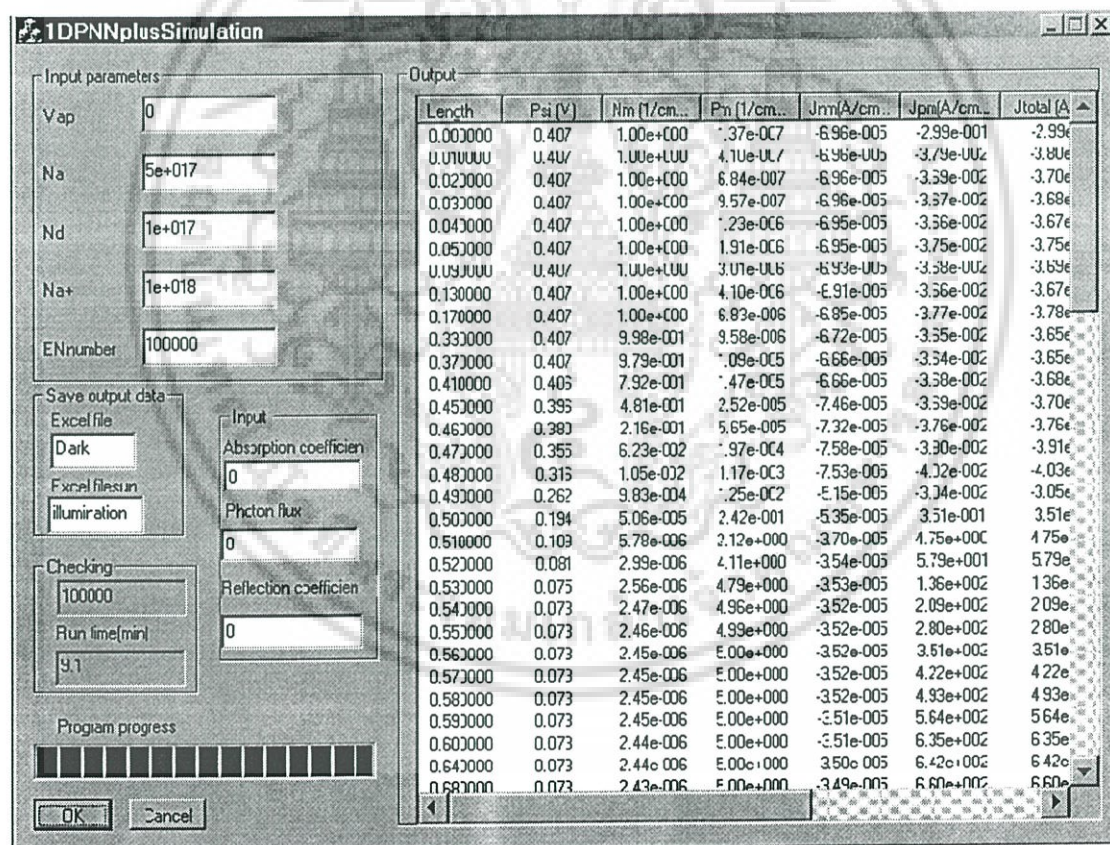 1DPNNplusSimulation
Input parameters
Vap 0
Na 5e+017
Nd 1e+017
Na+ 1e+018
ENnumber 100000
Save output data
Excel file
Dark
Excel filesun
illumiration
Input
Absorption coefficien
0
Photon flux
0
Reflection coefficien
0
Checking
100000
Run time(min)
9.1
Program progress
OK Cancel
Output
Length Psi (V) Nm (1/cm... Pm (1/cm... Jnm(A/cm... Jpm(A/cm... Jtotal (A
0.000000 0.407 1.00e+000 .37e-007 -6.96e-005 -2.99e-001 -2.99e
0.010000 0.407 1.00e+000 4.10e-007 -6.96e-005 -3.79e-002 -3.80e
0.020000 0.407 1.00e+000 6.84e-007 -6.96e-005 -3.69e-002 -3.70e
0.030000 0.407 1.00e+000 9.57e-007 -6.96e-005 -3.67e-002 -3.68e
0.040000 0.407 1.00e+000 .23e-006 -6.95e-005 -3.66e-002 -3.67e
0.050000 0.407 1.00e+000 1.91e-006 -6.95e-005 -3.75e-002 -3.75e
0.090000 0.407 1.00e+000 3.01e-006 -6.93e-005 -3.68e-002 -3.69e
0.130000 0.407 1.00e+000 4.10e-006 -6.91e-005 -3.66e-002 -3.67e
0.170000 0.407 1.00e+000 6.83e-006 -6.85e-005 -3.77e-002 -3.78e
0.330000 0.407 9.98e-001 9.58e-006 -6.72e-005 -3.65e-002 -3.65e
0.370000 0.407 9.79e-001 .09e-005 -6.66e-005 -3.64e-002 -3.65e
0.410000 0.406 7.92e-001 .47e-005 -6.66e-005 -3.68e-002 -3.68e
0.450000 0.395 4.81e-001 2.52e-005 -7.46e-005 -3.69e-002 -3.70e
0.460000 0.380 2.16e-001 5.65e-005 -7.32e-005 -3.76e-002 -3.76e
0.470000 0.355 6.23e-002 .97e-004 -7.58e-005 -3.90e-002 -3.91e
0.480000 0.316 1.05e-002 1.17e-003 -7.53e-005 -4.02e-002 -4.03e
0.490000 0.262 9.83e-004 .25e-002 -6.15e-005 -3.04e-002 -3.05e
0.500000 0.194 5.06e-005 2.42e-001 -5.35e-005 3.51e-001 3.51e
0.510000 0.109 5.78e-006 2.12e+000 -3.70e-005 4.75e+000 4.75e
0.520000 0.081 2.99e-006 4.11e+000 -3.54e-005 5.79e+001 5.79e
0.530000 0.075 2.56e-006 4.79e+000 -3.53e-005 1.36e+002 1.36e
0.540000 0.073 2.47e-006 4.96e+000 -3.52e-005 2.09e+002 2.09e
0.550000 0.073 2.46e-006 4.99e+000 -3.52e-005 2.80e+002 2.80e
0.560000 0.073 2.45e-006 5.00e+000 -3.52e-005 3.51e+002 3.51e
0.570000 0.073 2.45e-006 5.00e+000 -3.52e-005 4.22e+002 4.22e
0.580000 0.073 2.45e-006 5.00e+000 -3.52e-005 4.93e+002 4.93e
0.590000 0.073 2.45e-006 5.00e+000 -3.51e-005 5.64e+002 5.64e
0.600000 0.073 2.44e-006 5.00e+000 -3.51e-005 6.35e+002 6.35e
0.640000 0.073 2.44e-006 5.00e+000 3.50e-005 6.42e+002 6.42e
0.680000 0.073 2.43e-006 5.00e+000 -3.49e-005 6.60e+002 6.60e